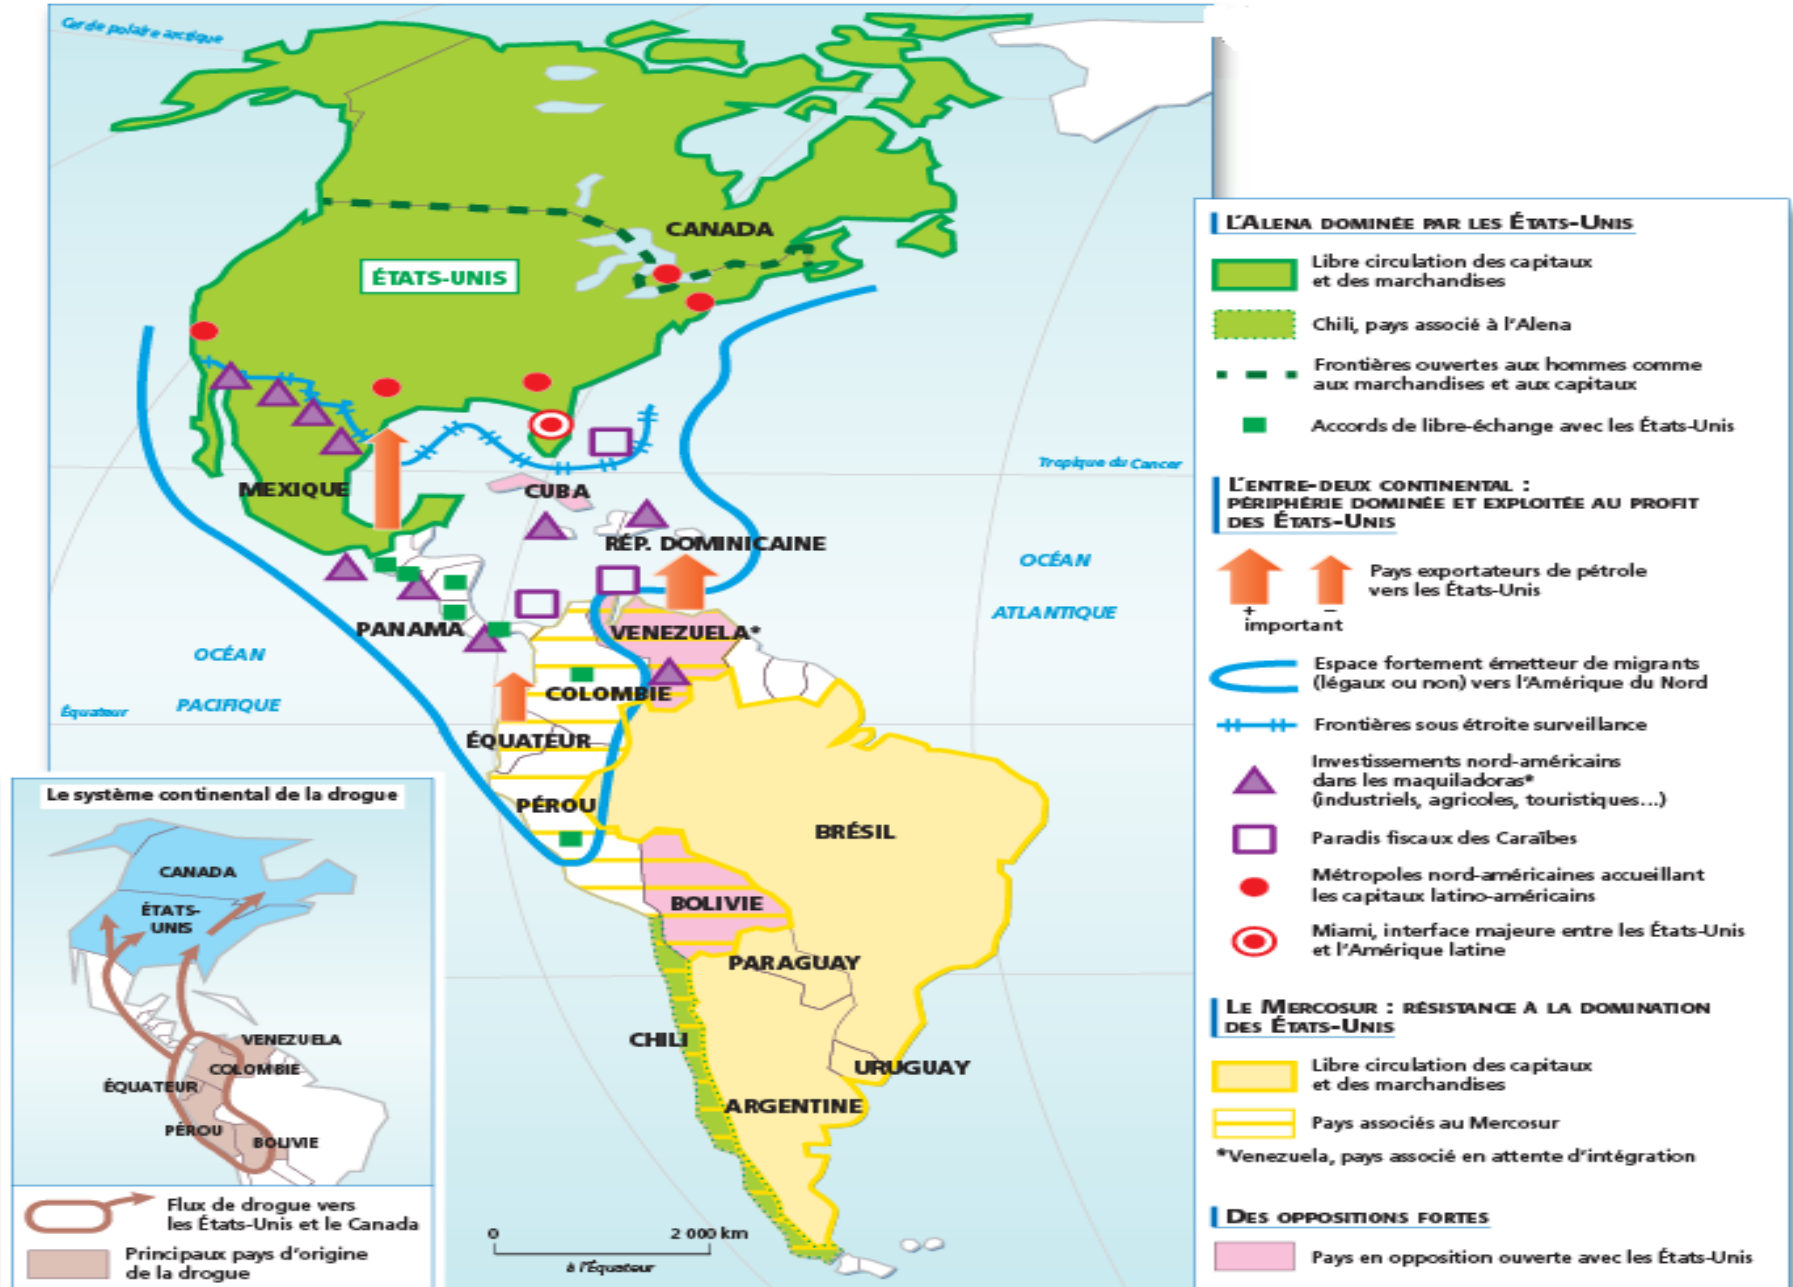 Cercle polaire arctique
CANADA
ÉTATS-UNIS
MEXIQUE
CUBA
Tropique du Cancer
RÉP. DOMINICAINE
OCÉAN
ATLANTIQUE
PANAMA
VENEZUELA*
OCÉAN
PACIFIQUE
COLOMBIE
Équateur
ÉQUATEUR
PÉROU
BRÉSIL
BOLIVIE
PARAGUAY
CHILI
URUGUAY
ARGENTINE
0 2 000 km
à l'Équateur
Le système continental de la drogue
CANADA
ÉTATS-
UNIS
VENEZUELA
COLOMBIE
ÉQUATEUR
PÉROU
BOLIVIE
Flux de drogue vers
les États-Unis et le Canada
Principaux pays d'origine
de la drogue
L'ALENA DOMINÉE PAR LES ÉTATS-UNIS
Libre circulation des capitaux
et des marchandises
Chili, pays associé à l'Alena
Frontières ouvertes aux hommes comme
aux marchandises et aux capitaux
Accords de libre-échange avec les États-Unis
L'ENTRE-DEUX CONTINENTAL :
PÉRIPHÉRIE DOMINÉE ET EXPLOITÉE AU PROFIT
DES ÉTATS-UNIS
Pays exportateurs de pétrole
vers les États-Unis
+ −
important
Espace fortement émetteur de migrants
(légaux ou non) vers l'Amérique du Nord
Frontières sous étroite surveillance
Investissements nord-américains
dans les maquiladoras*
(industriels, agricoles, touristiques...)
Paradis fiscaux des Caraïbes
Métropoles nord-américaines accueillant
les capitaux latino-américains
Miami, interface majeure entre les États-Unis
et l'Amérique latine
LE MERCOSUR : RÉSISTANCE À LA DOMINATION
DES ÉTATS-UNIS
Libre circulation des capitaux
et des marchandises
Pays associés au Mercosur
*Venezuela, pays associé en attente d'intégration
DES OPPOSITIONS FORTES
Pays en opposition ouverte avec les États-Unis